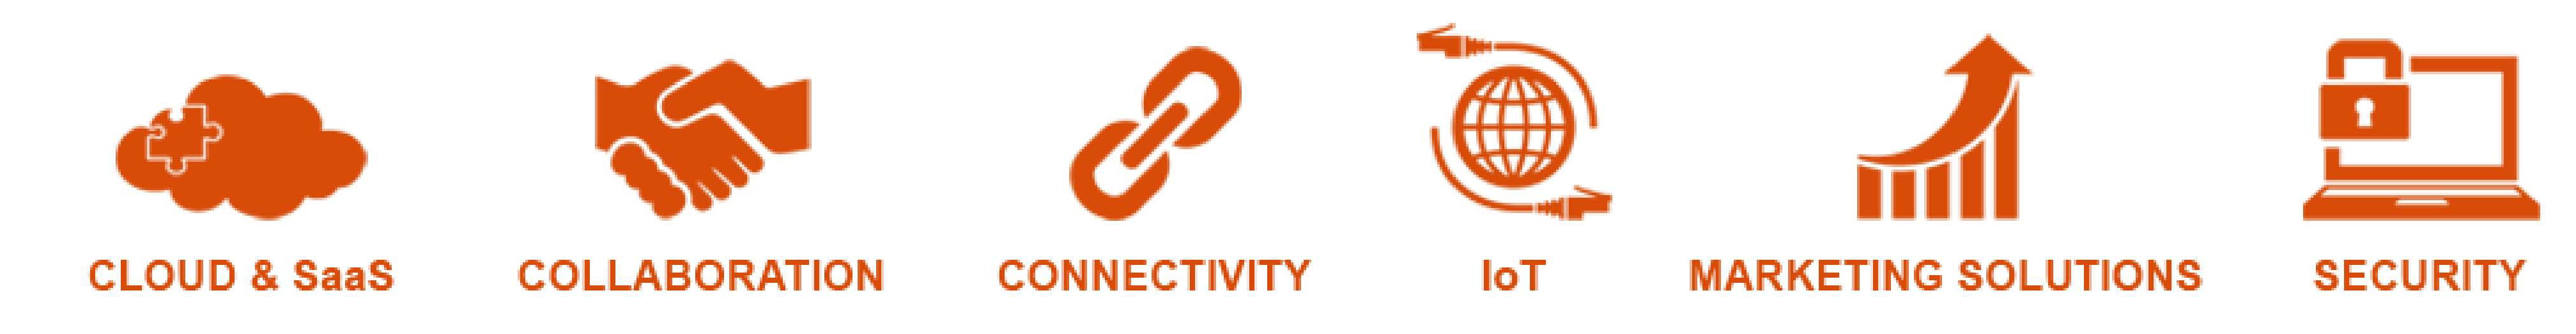 CLOUD & SaaS
COLLABORATION
CONNECTIVITY
IoT
MARKETING SOLUTIONS
SECURITY